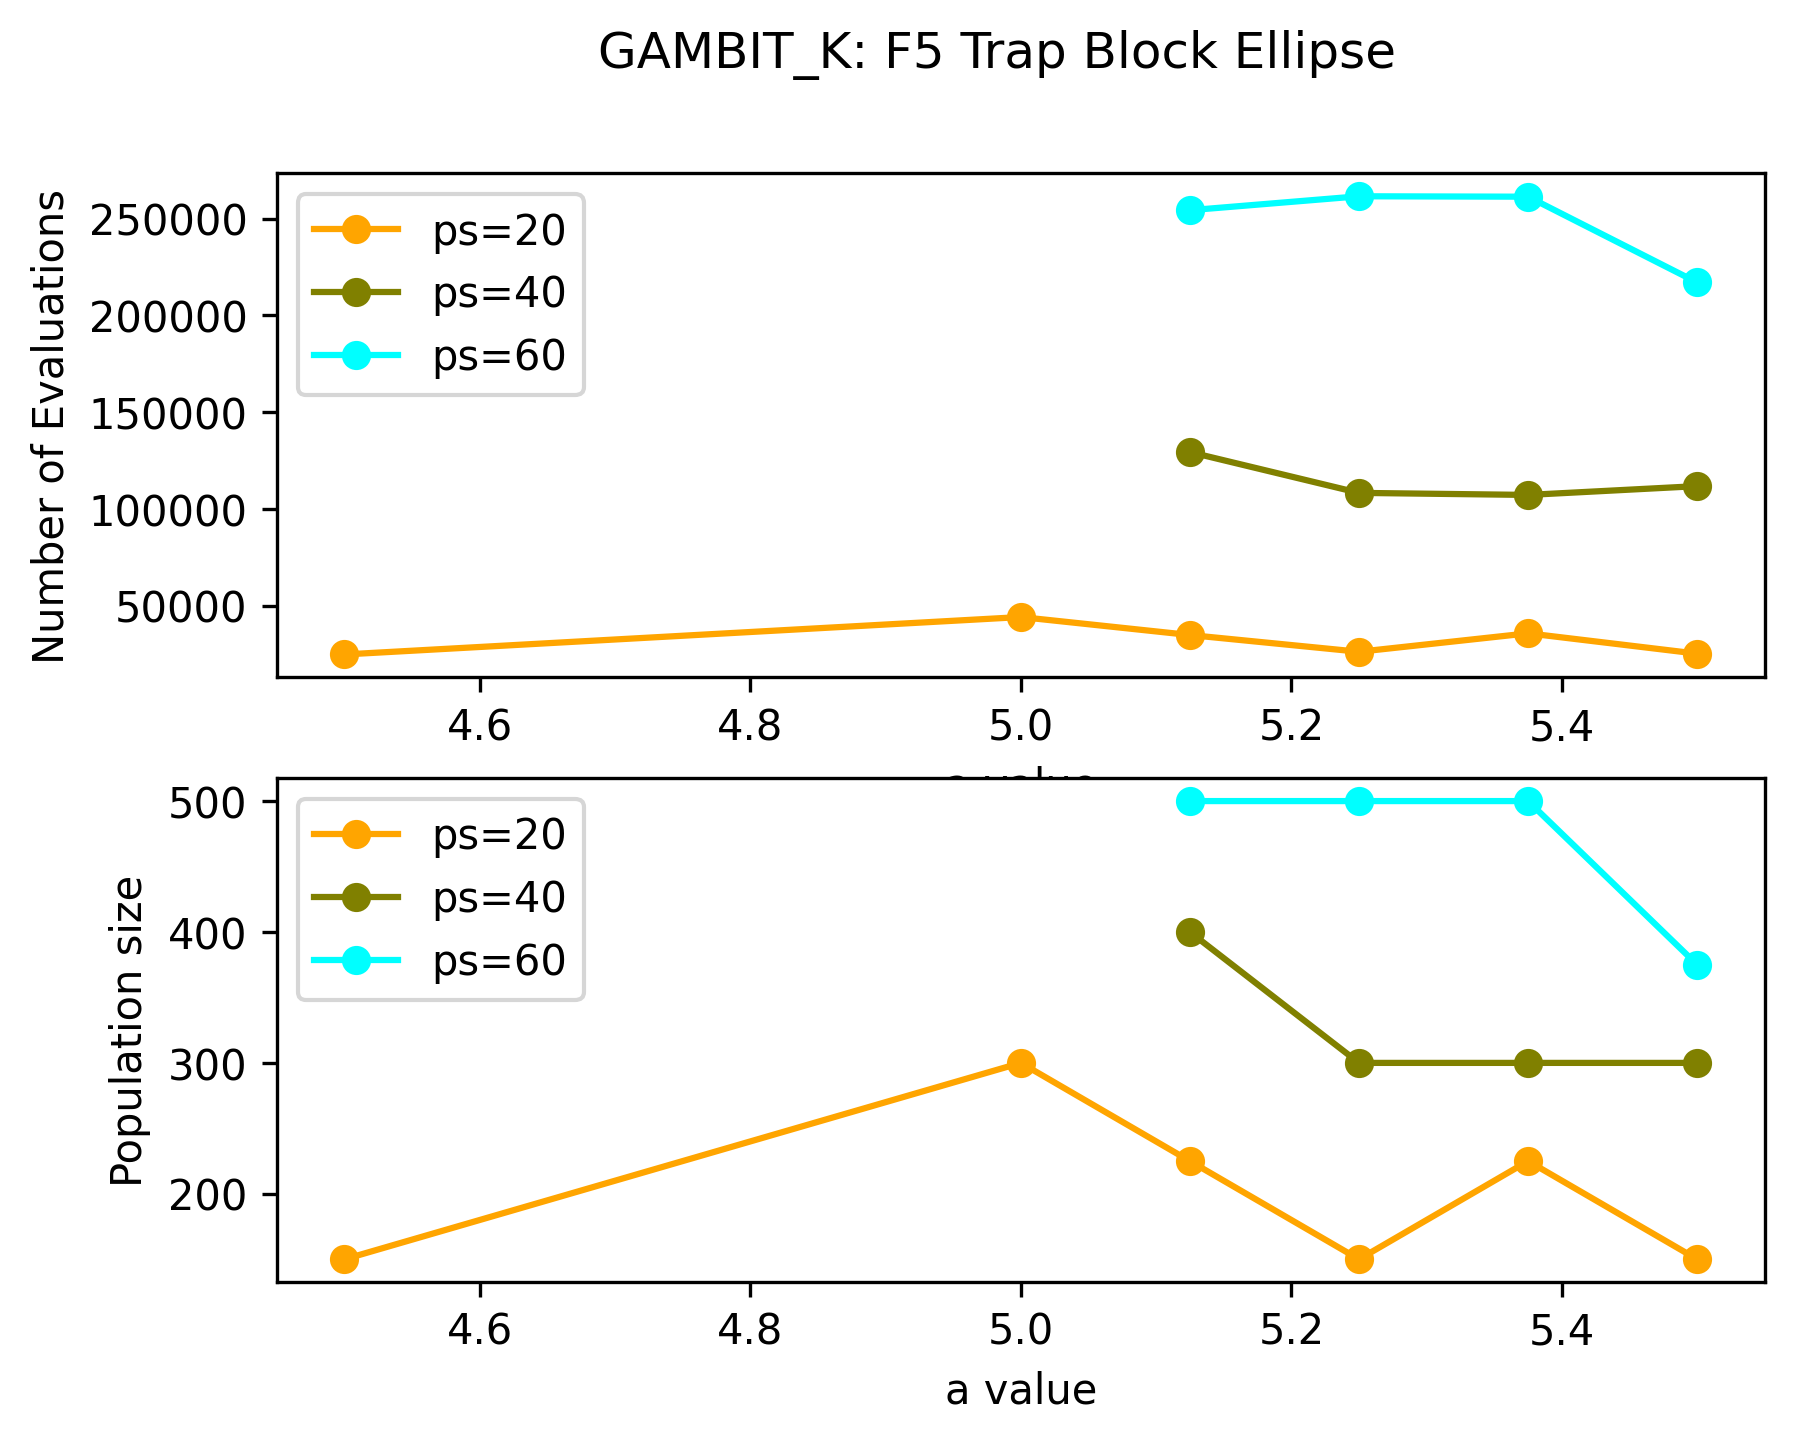 GAMBIT_K: F5 Trap Block Ellipse
Number of Evaluations
250000
200000
150000
100000
50000
ps=20
ps=40
ps=60
4.6 4.8 5.0 5.2 5.4
a value
Population size
500
400
300
200
ps=20
ps=40
ps=60
4.6 4.8 5.0 5.2 5.4
a value